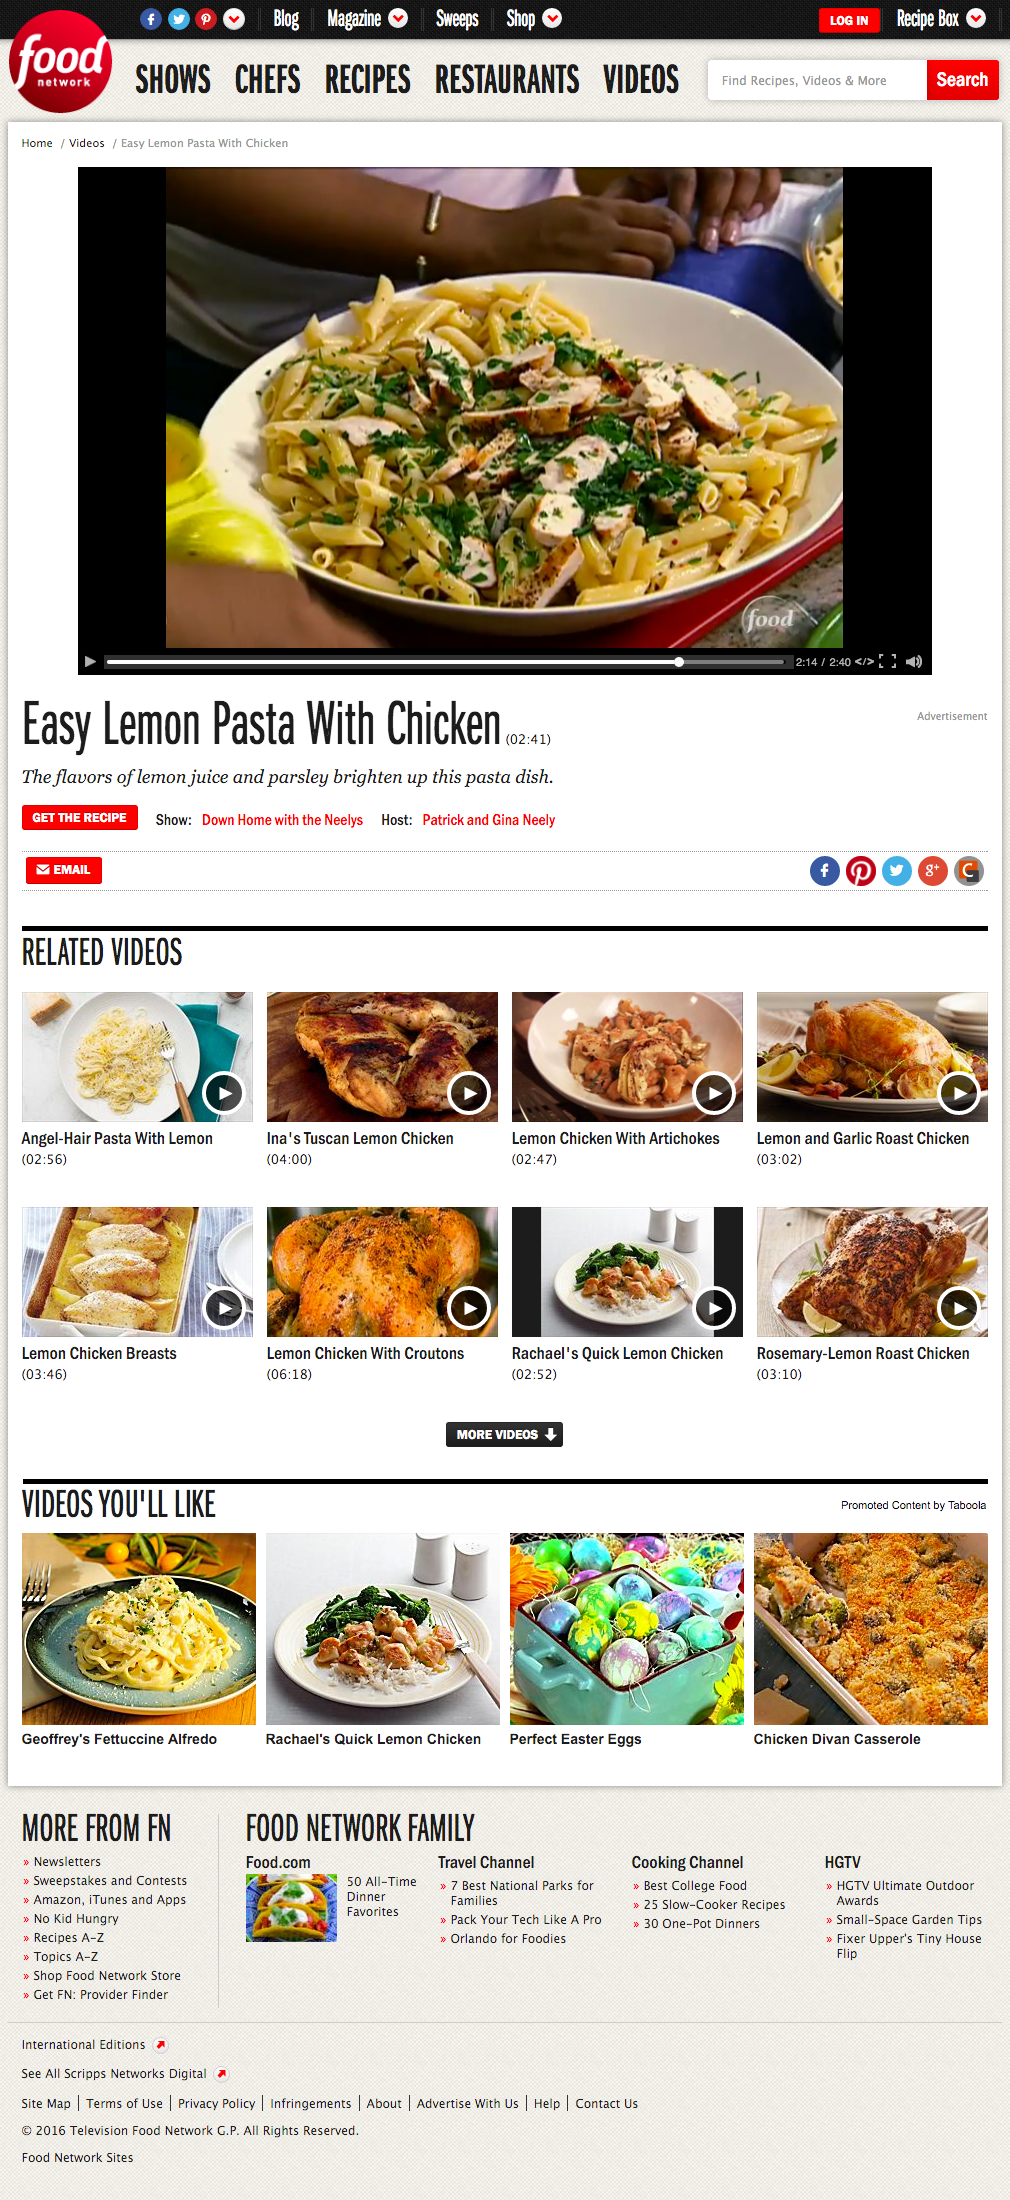 Blog
Magazine
Sweeps
Shop
LOG IN
Recipe Box
food
network
SHOWS
CHEFS
RECIPES
RESTAURANTS
VIDEOS
Find Recipes, Videos & More
Search
Home / Videos / Easy Lemon Pasta With Chicken
food
2:14 / 2:40 </>
Easy Lemon Pasta With Chicken (02:41)
Advertisement
The flavors of lemon juice and parsley brighten up this pasta dish.
GET THE RECIPE
Show: Down Home with the Neelys Host: Patrick and Gina Neely
EMAIL
RELATED VIDEOS
Angel-Hair Pasta With Lemon
(02:56)
Ina's Tuscan Lemon Chicken
(04:00)
Lemon Chicken With Artichokes
(02:47)
Lemon and Garlic Roast Chicken
(03:02)
Lemon Chicken Breasts
(03:46)
Lemon Chicken With Croutons
(06:18)
Rachael's Quick Lemon Chicken
(02:52)
Rosemary-Lemon Roast Chicken
(03:10)
MORE VIDEOS
VIDEOS YOU'LL LIKE
Promoted Content by Taboola
Geoffrey's Fettuccine Alfredo
Rachael's Quick Lemon Chicken
Perfect Easter Eggs
Chicken Divan Casserole
MORE FROM FN
» Newsletters
» Sweepstakes and Contests
» Amazon, iTunes and Apps
» No Kid Hungry
» Recipes A-Z
» Topics A-Z
» Shop Food Network Store
» Get FN: Provider Finder
FOOD NETWORK FAMILY
Food.com
50 All-Time
Dinner
Favorites
Travel Channel
» 7 Best National Parks for
Families
» Pack Your Tech Like A Pro
» Orlando for Foodies
Cooking Channel
» Best College Food
» 25 Slow-Cooker Recipes
» 30 One-Pot Dinners
HGTV
» HGTV Ultimate Outdoor
Awards
» Small-Space Garden Tips
» Fixer Upper's Tiny House
Flip
International Editions
See All Scripps Networks Digital
Site Map | Terms of Use | Privacy Policy | Infringements | About | Advertise With Us | Help | Contact Us
© 2016 Television Food Network G.P. All Rights Reserved.
Food Network Sites